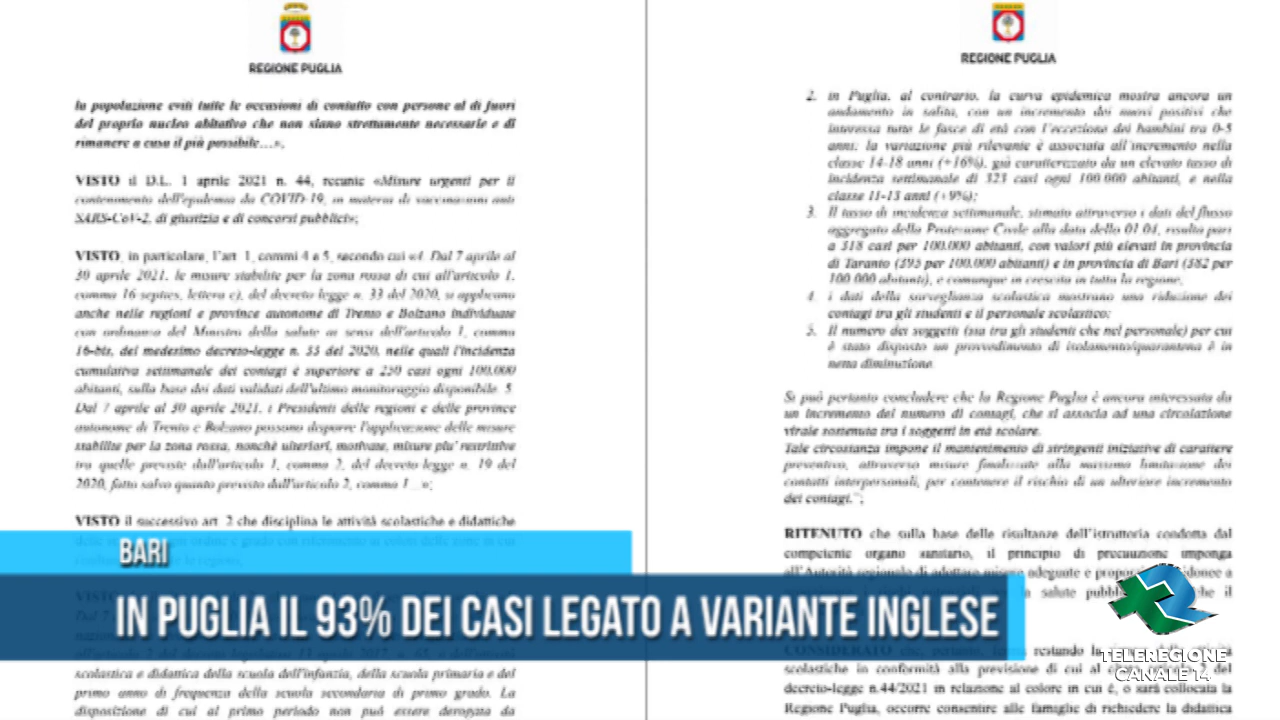 REGIONE PUGLIA
la popolazione eviti tutte le occasioni di contatto con persone al di fuori
del proprio nucleo abitativo che non siano strettamente necessarie e di
rimanere a casa il più possibile…»;
VISTO il D.L. 1 aprile 2021 n. 44, recante «Misure urgenti per il
contenimento dell'epidemia da COVID-19, in materia di vaccinazioni anti
SARS-CoV-2, di giustizia e di concorsi pubblici»;
VISTO, in particolare, l'art. 1, commi 4 e 5, secondo cui «4. Dal 7 aprile al
30 aprile 2021, le misure stabilite per la zona rossa di cui all'articolo 1,
comma 16 septies, lettera c), del decreto legge n. 33 del 2020, si applicano
anche nelle regioni e province autonome di Trento e Bolzano individuate
con ordinanza del Ministro della salute ai sensi dell'articolo 1, comma
16-bis, del medesimo decreto-legge n. 33 del 2020, nelle quali l'incidenza
cumulativa settimanale dei contagi è superiore a 250 casi ogni 100.000
abitanti, sulla base dei dati validati dell'ultimo monitoraggio disponibile. 5.
Dal 7 aprile al 30 aprile 2021, i Presidenti delle regioni e delle province
autonome di Trento e Bolzano possono disporre l'applicazione delle misure
stabilite per la zona rossa, nonchè ulteriori, motivate, misure piu' restrittive
tra quelle previste dall'articolo 1, comma 2, del decreto legge n. 19 del
2020, fatto salvo quanto previsto dall'articolo 2, comma 1…»;
VISTO il successivo art. 2 che disciplina le attività scolastiche e didattiche
scolastica e didattica della scuola dell'infanzia, della scuola primaria e del
primo anno di frequenza della scuola secondaria di primo grado. La
disposizione di cui al primo periodo non può essere derogata da
REGIONE PUGLIA
2. in Puglia, al contrario, la curva epidemica mostra ancora un
andamento in salita, con un incremento dei nuovi positivi che
interessa tutte le fasce di età con l'eccezione dei bambini tra 0-5
anni; la variazione più rilevante è associata all'incremento nella
classe 14-18 anni (+16%), già caratterizzato da un elevato tasso di
incidenza settimanale di 323 casi ogni 100.000 abitanti, e nella
classe 11-13 anni (+9%);
3. Il tasso di incidenza settimanale, stimato attraverso i dati del flusso
aggregato della Protezione Civile alla data dello 01.04, risulta pari
a 318 casi per 100.000 abitanti, con valori più elevati in provincia
di Taranto (393 per 100.000 abitanti) e in provincia di Bari (382 per
100.000 abitanti), e comunque in crescita in tutta la regione;
4. i dati della sorveglianza scolastica mostrano una riduzione dei
contagi tra gli studenti e il personale scolastico;
5. Il numero dei soggetti (sia tra gli studenti che nel personale) per cui
è stato disposto un provvedimento di isolamento/quarantena è in
netta diminuzione.
Si può pertanto concludere che la Regione Puglia è ancora interessata da
un incremento del numero di contagi, che si associa ad una circolazione
virale sostenuta tra i soggetti in età scolare.
Tale circostanza impone il mantenimento di stringenti iniziative di carattere
preventivo, attraverso misure finalizzate alla massima limitazione dei
contatti interpersonali, per contenere il rischio di un ulteriore incremento
dei contagi.";
RITENUTO che sulla base delle risultanze dell'istruttoria condotta dal
competente organo sanitario, il principio di precauzione imponga
all'Autorità regionale di adottare misure adeguate e
salute
CONSIDERATO che, pertanto, restando
scolastiche in conformità alla previsione di cui al 2 del
decreto-legge n.44/2021 in relazione al colore in cui è, o sarà collocata la
Regione Puglia, occorre consentire alle famiglie di richiedere la didattica
BARI
IN PUGLIA IL 93% DEI CASI LEGATO A VARIANTE INGLESE
TELEREGIONE
CANALE 14